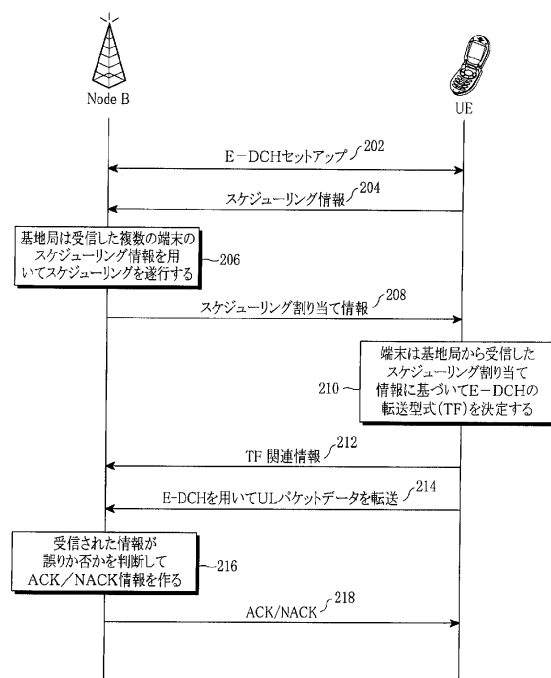 Node B
UE
E-DCHセットアップ 202
スケジューリング情報 204
基地局は受信した複数の端末の
スケジューリング情報を用
いてスケジューリングを遂行する
206
スケジューリング割り当て情報 208
端末は基地局から受信した
スケジューリング割り当て
情報に基づいてE-DCHの
転送型式(TF)を決定する
210
TF 関連情報 212
E-DCHを用いてULパケットデータを転送 214
受信された情報が
誤りか否かを判断して
ACK/NACK情報を作る
216
ACK/NACK 218